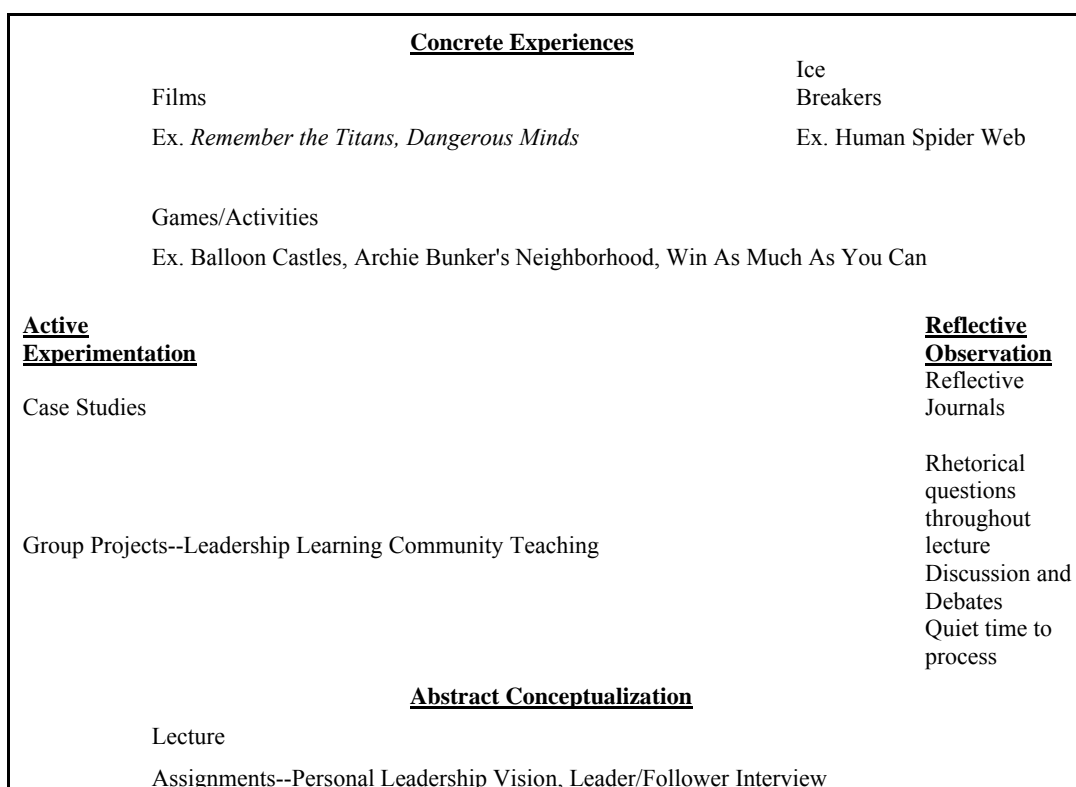 Concrete Experiences
Ice
Films Breakers
Ex. Remember the Titans, Dangerous Minds Ex. Human Spider Web
Games/Activities
Ex. Balloon Castles, Archie Bunker's Neighborhood, Win As Much As You Can
Active Reflective
Experimentation Observation
Reflective
Case Studies Journals
Rhetorical
questions
throughout
Group Projects--Leadership Learning Community Teaching lecture
Discussion and
Debates
Quiet time to
process
Abstract Conceptualization
Lecture
Assignments--Personal Leadership Vision, Leader/Follower Interview